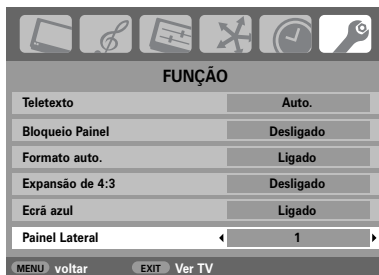 FUNÇÃO
Teletexto Auto.
Bloqueio Painel Desligado
Formato auto. Ligado
Expansão de 4:3 Desligado
Ecrã azul Ligado
Painel Lateral 1
MENU voltar EXIT Ver TV